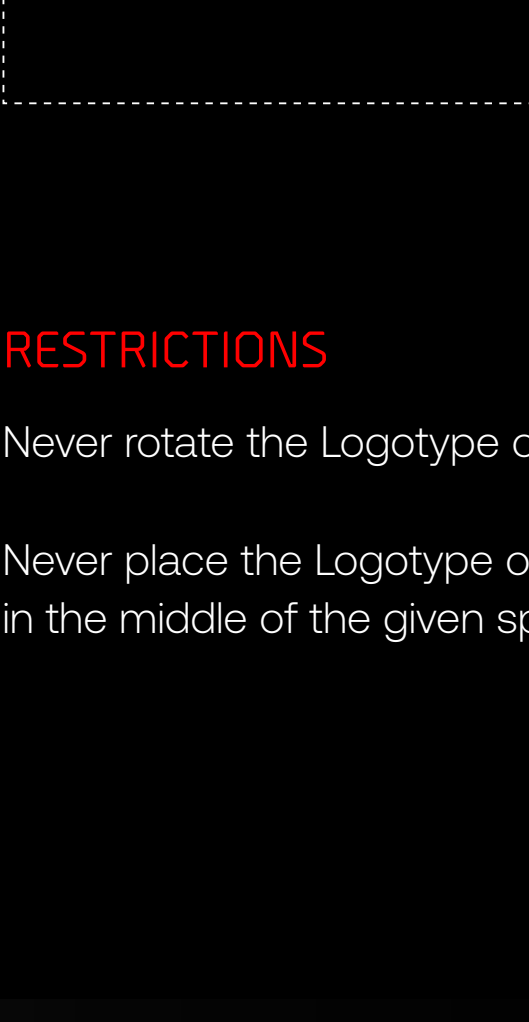 RESTRICTIONS
Never rotate the Logotype
Never place the Logotype
in the middle of the given